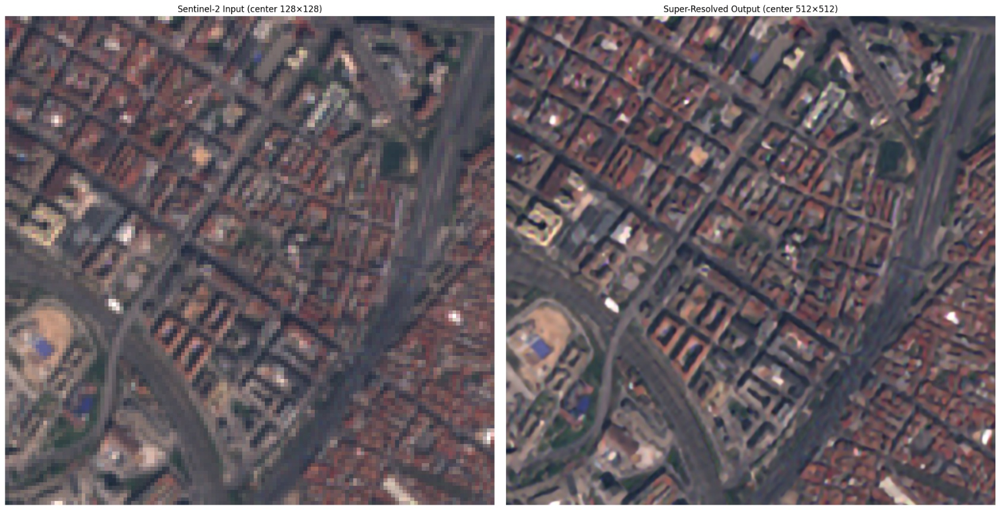 Sentinel-2 Input (center 128×128)
Super-Resolved Output (center 512×512)